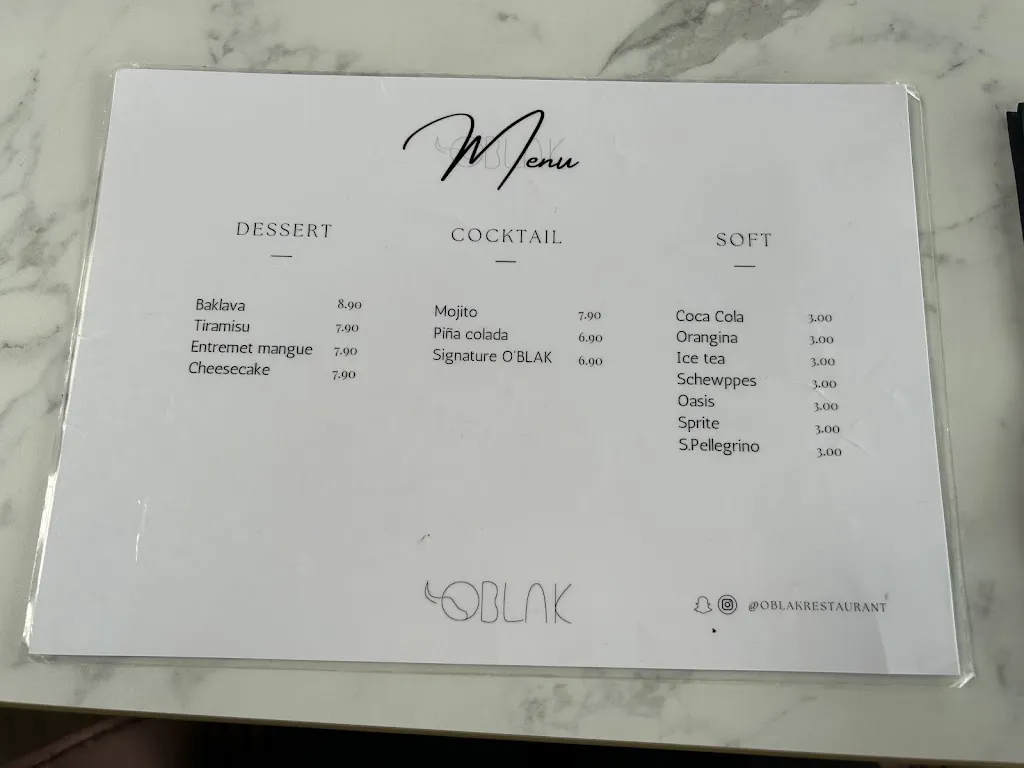 Menu
OBLAK
DESSERT
Baklava 8.90
Tiramisu 7.90
Entremet mangue 7.90
Cheesecake 7.90
COCKTAIL
Mojito 7.90
Piña colada 6.90
Signature O'BLAK 6.90
SOFT
Coca Cola 3.00
Orangina 3.00
Ice tea 3.00
Schewppes 3.00
Oasis 3.00
Sprite 3.00
S.Pellegrino 3.00
OBLAK
@OBLAKRESTAURANT